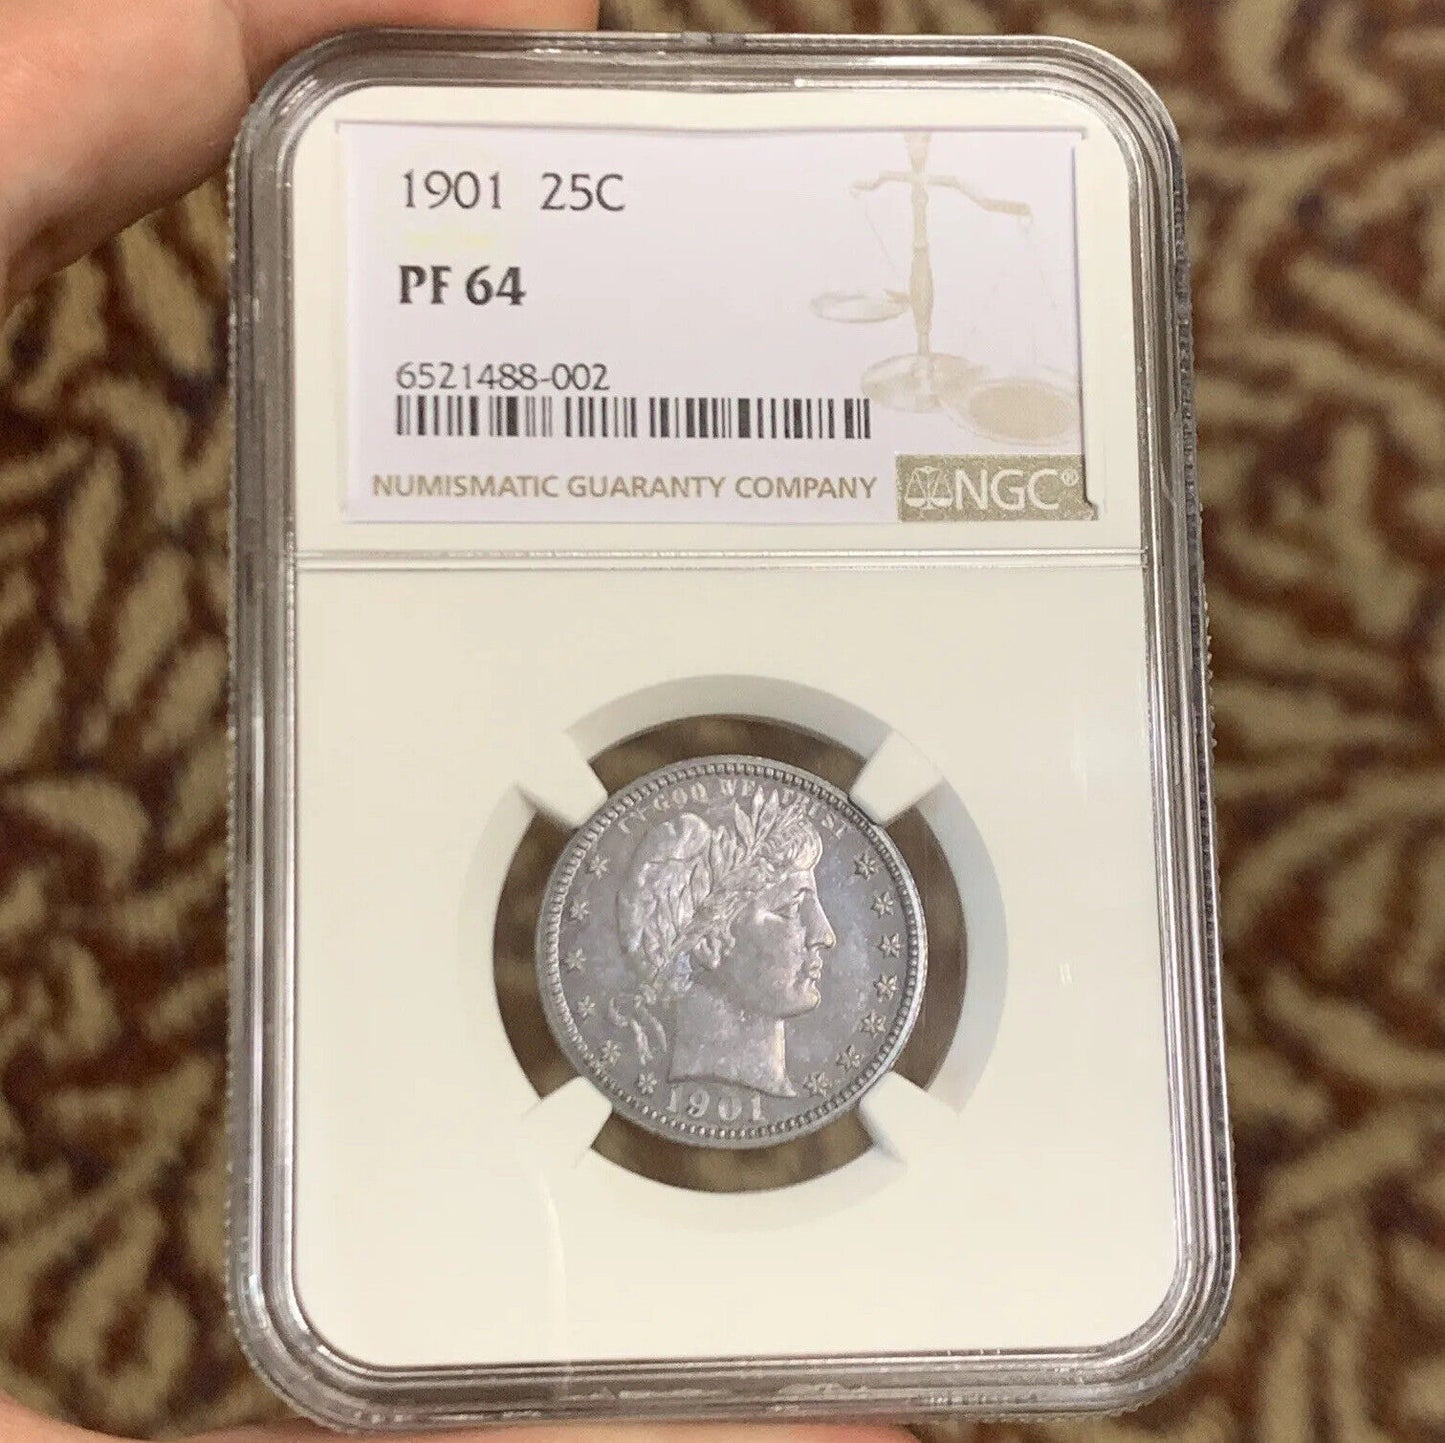 1901 25C
PF 64
6521488-002
NUMISMATIC GUARANTY COMPANY
NGC®
IN GOD WE TRUST
1901